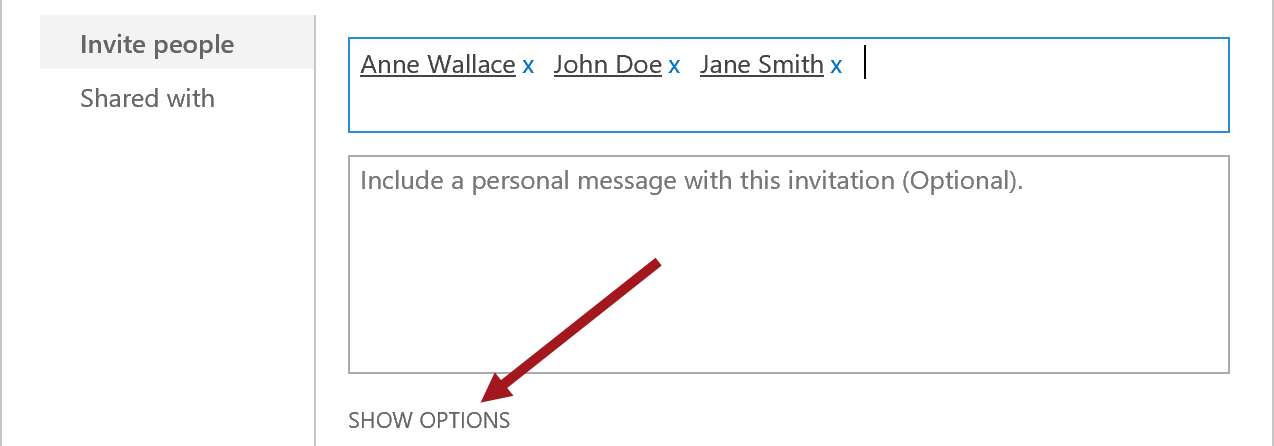 Invite people
Shared with
Anne Wallace x John Doe x Jane Smith x
Include a personal message with this invitation (Optional).
SHOW OPTIONS